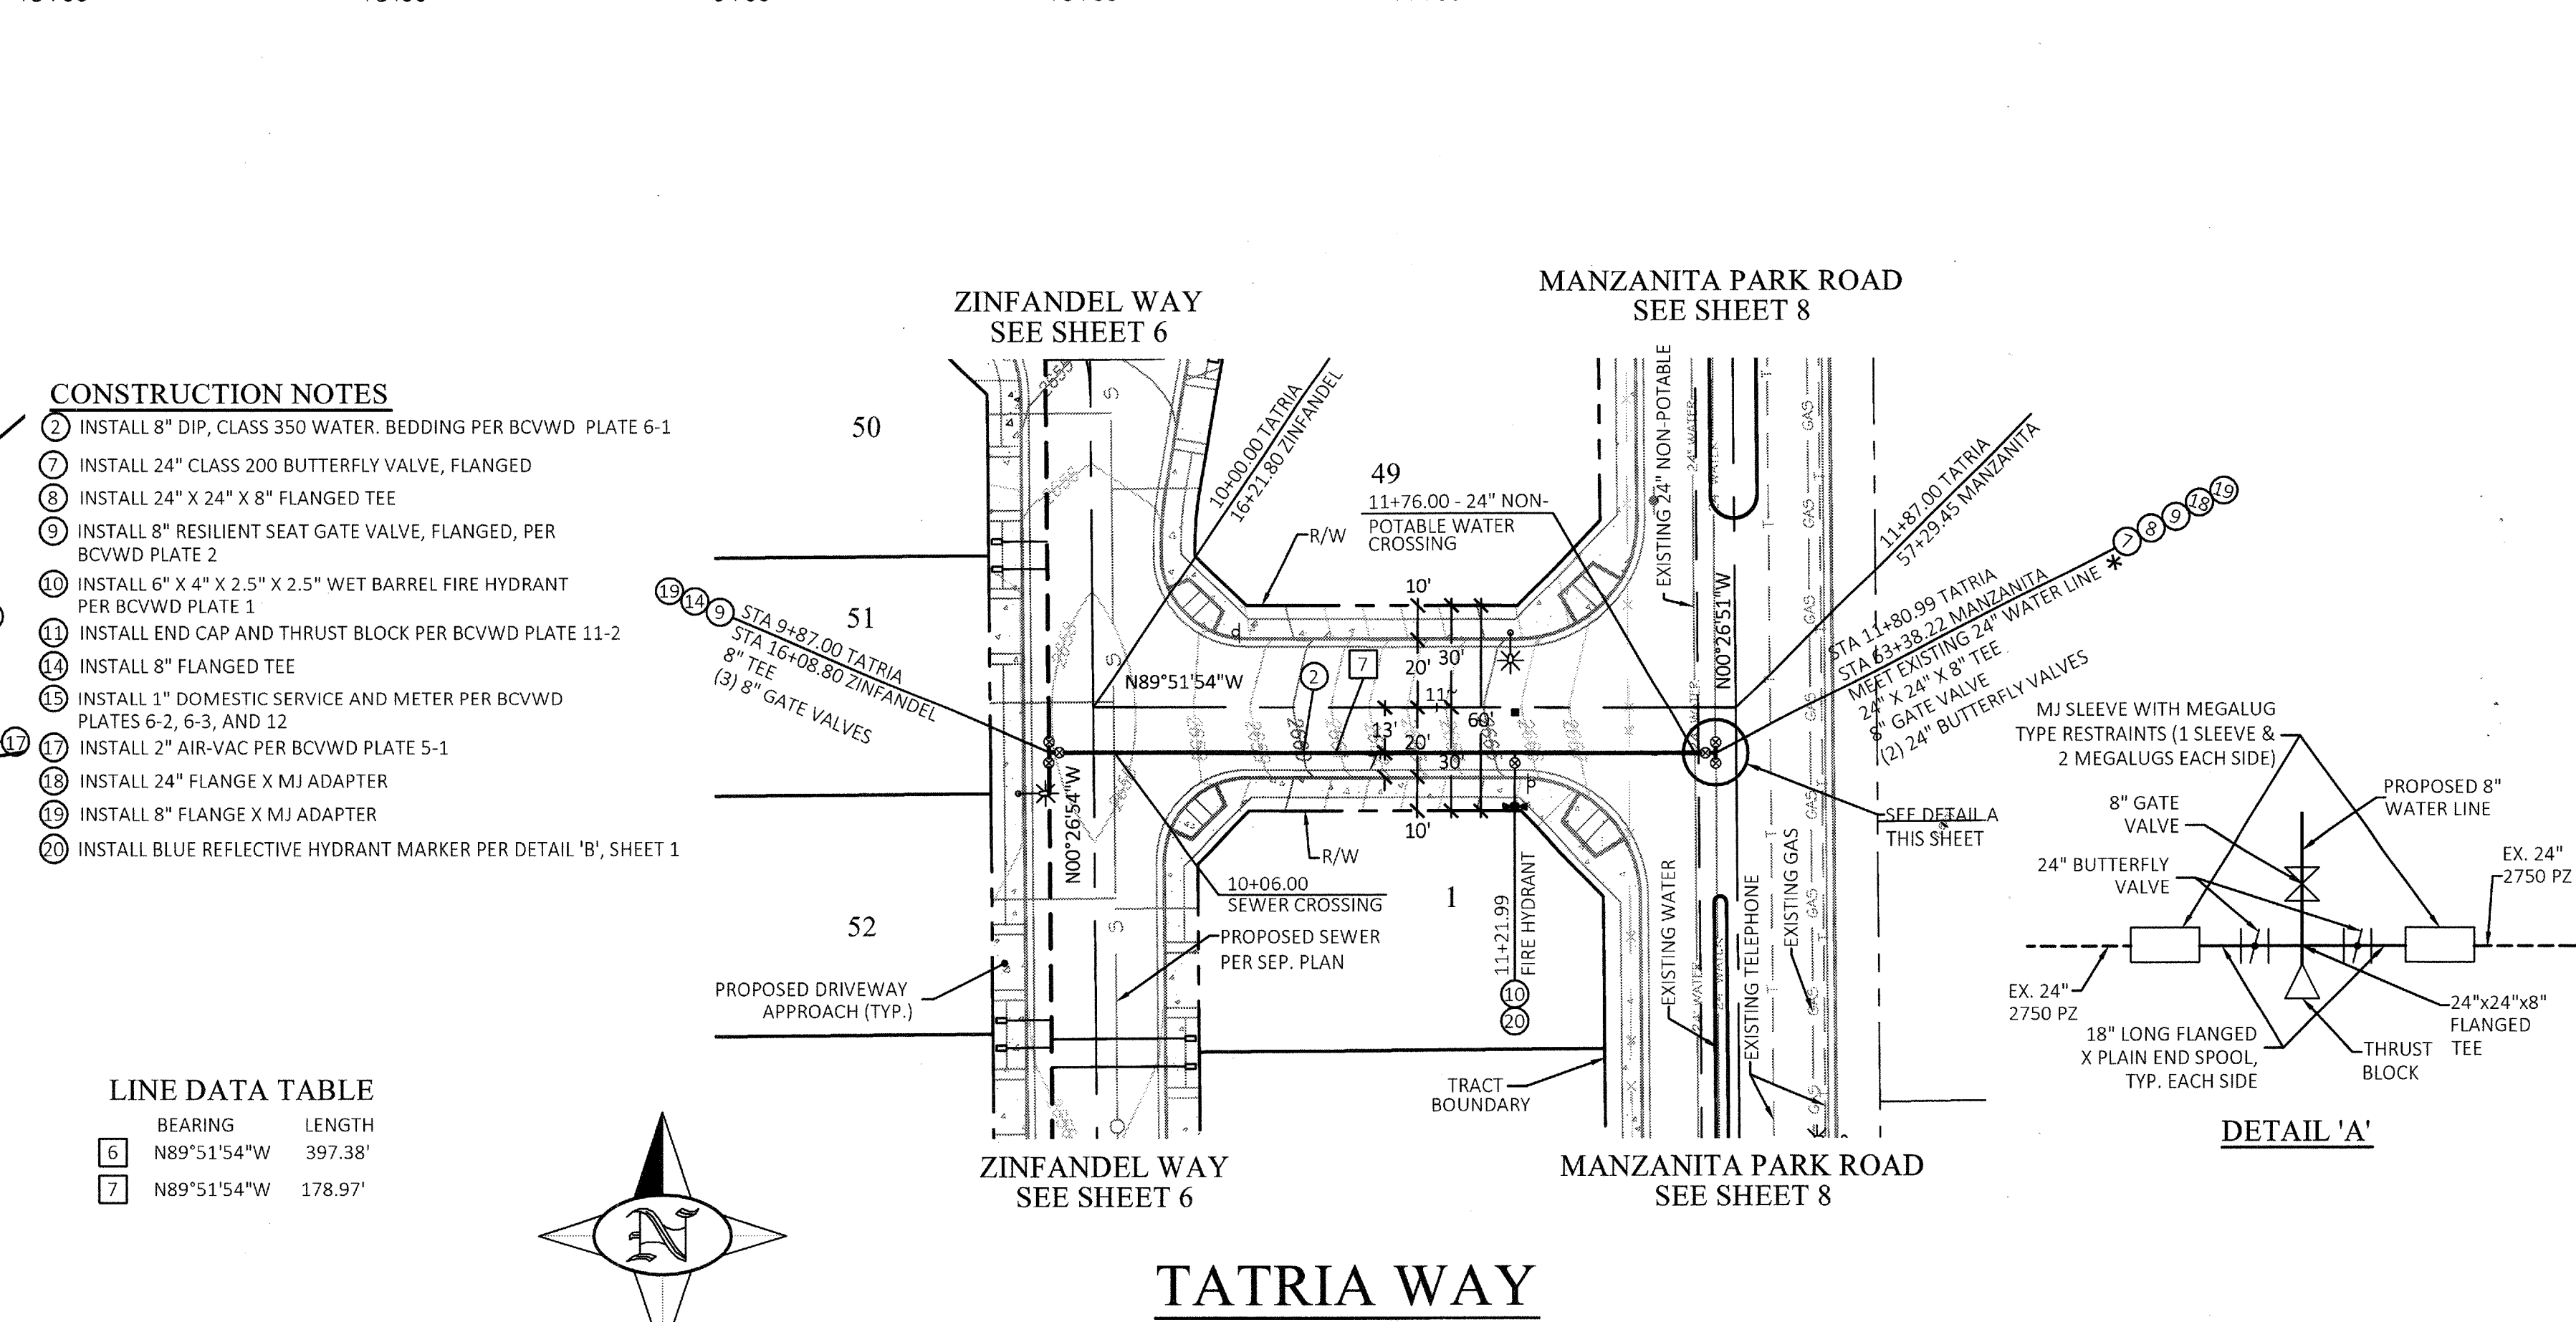 CONSTRUCTION NOTES
2 INSTALL 8" DIP, CLASS 350 WATER. BEDDING PER BCVWD PLATE 6-1
7 INSTALL 24" CLASS 200 BUTTERFLY VALVE, FLANGED
8 INSTALL 24" X 24" X 8" FLANGED TEE
9 INSTALL 8" RESILIENT SEAT GATE VALVE, FLANGED, PER
BCVWD PLATE 2
10 INSTALL 6" X 4" X 2.5" X 2.5" WET BARREL FIRE HYDRANT
PER BCVWD PLATE 1
11 INSTALL END CAP AND THRUST BLOCK PER BCVWD PLATE 11-2
14 INSTALL 8" FLANGED TEE
15 INSTALL 1" DOMESTIC SERVICE AND METER PER BCVWD
PLATES 6-2, 6-3, AND 12
17
17 INSTALL 2" AIR-VAC PER BCVWD PLATE 5-1
18 INSTALL 24" FLANGE X MJ ADAPTER
19 INSTALL 8" FLANGE X MJ ADAPTER
20 INSTALL BLUE REFLECTIVE HYDRANT MARKER PER DETAIL 'B', SHEET 1
LINE DATA TABLE
BEARING LENGTH
6 N89°51'54"W 397.38'
7 N89°51'54"W 178.97'
N
ZINFANDEL WAY
SEE SHEET 6
MANZANITA PARK ROAD
SEE SHEET 8
50
51
52
49
1
19 14 9
STA 9+87.00 TATRIA
STA 16+08.80 ZINFANDEL
8" TEE
(3) 8" GATE VALVES
10+00.00 TATRIA
16+21.80 ZINFANDEL
R/W
11+76.00 - 24" NON-
POTABLE WATER
CROSSING
EXISTING 24" NON-POTABLE
24" WATER
11+87.00 TATRIA
57+29.45 MANZANITA
7 8 9 18 19
STA 11+80.99 TATRIA
STA 63+38.22 MANZANITA
MEET EXISTING 24" WATER LINE *
24" X 24" X 8" TEE
8" GATE VALVE
(2) 24" BUTTERFLY VALVES
N89°51'54"W
2
7
10'
20'
30'
11'
60'
13'
20'
30'
10'
2655
2656
2660
S
S
S
N00°26'54"W
N00°26'51"W
R/W
10+06.00
SEWER CROSSING
PROPOSED SEWER
PER SEP. PLAN
PROPOSED DRIVEWAY
APPROACH (TYP.)
11+21.99
FIRE HYDRANT
10
20
TRACT
BOUNDARY
EXISTING WATER
24" WATER
24" WATER
EXISTING TELEPHONE
EXISTING GAS
GAS
GAS
GAS
GAS
GAS
SEE DETAIL A
THIS SHEET
ZINFANDEL WAY
SEE SHEET 6
MANZANITA PARK ROAD
SEE SHEET 8
MJ SLEEVE WITH MEGALUG
TYPE RESTRAINTS (1 SLEEVE &
2 MEGALUGS EACH SIDE)
8" GATE
VALVE
PROPOSED 8"
WATER LINE
24" BUTTERFLY
VALVE
EX. 24"
2750 PZ
EX. 24"
2750 PZ
18" LONG FLANGED
X PLAIN END SPOOL,
TYP. EACH SIDE
THRUST
BLOCK
24"x24"x8"
FLANGED
TEE
DETAIL 'A'
TATRIA WAY